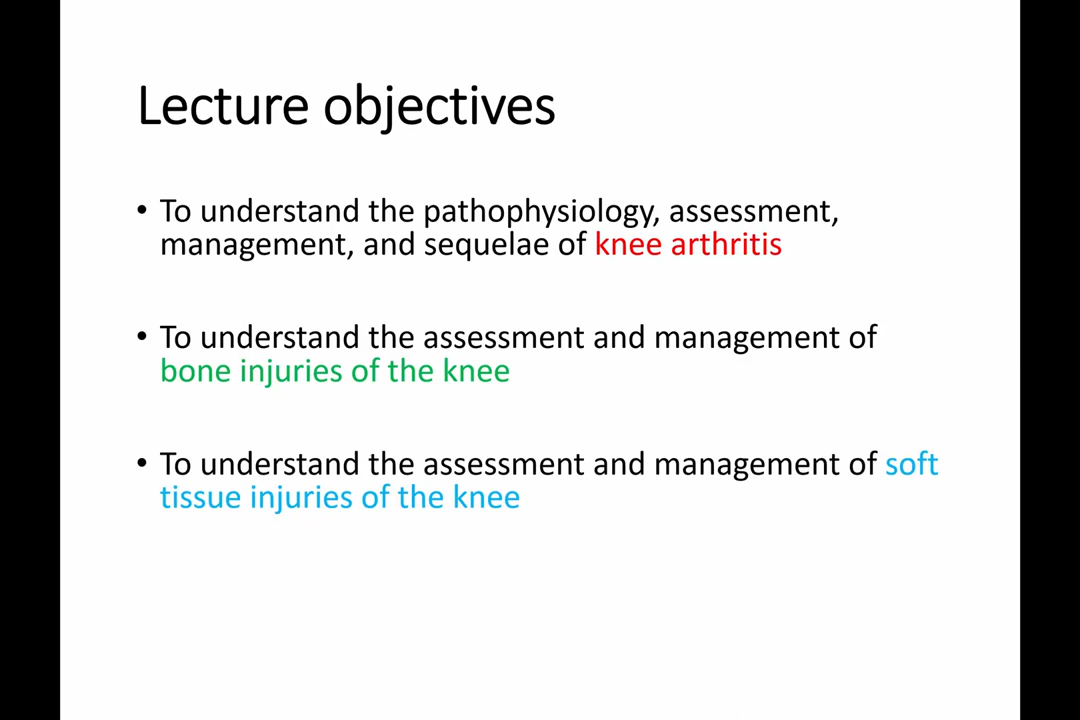 Lecture objectives
• To understand the pathophysiology, assessment,
management, and sequelae of knee arthritis
• To understand the assessment and management of
bone injuries of the knee
• To understand the assessment and management of soft
tissue injuries of the knee